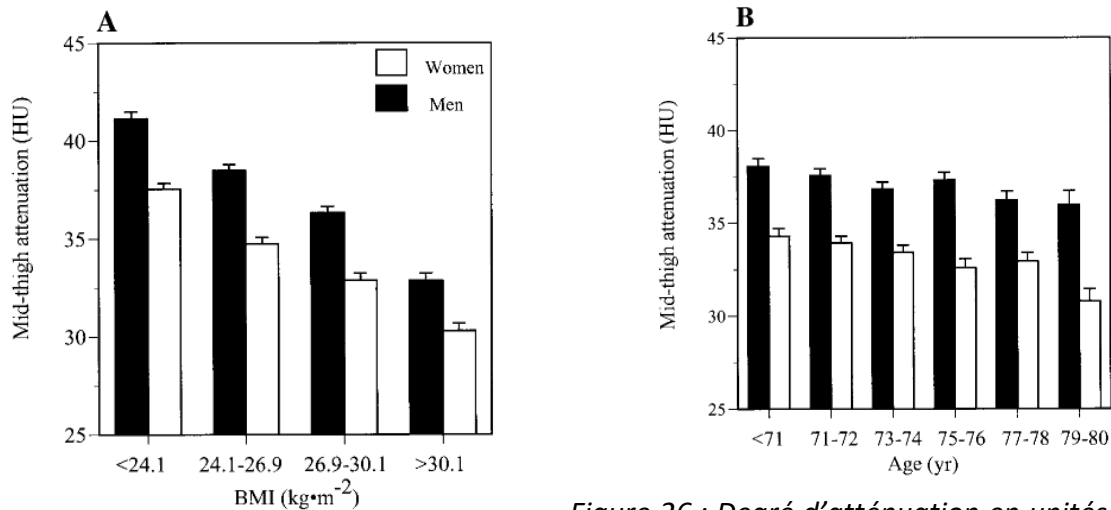 A
45
40
35
30
25
Mid-thigh attenuation (HU)
Women
Men
<24.1 24.1-26.9 26.9-30.1 >30.1
BMI (kg•m-2)
B
45
40
35
30
25
Mid-thigh attenuation (HU)
<71 71-72 73-74 75-76 77-78 79-80
Age (yr)
Figure 26 : Degré d'atténuation en unités